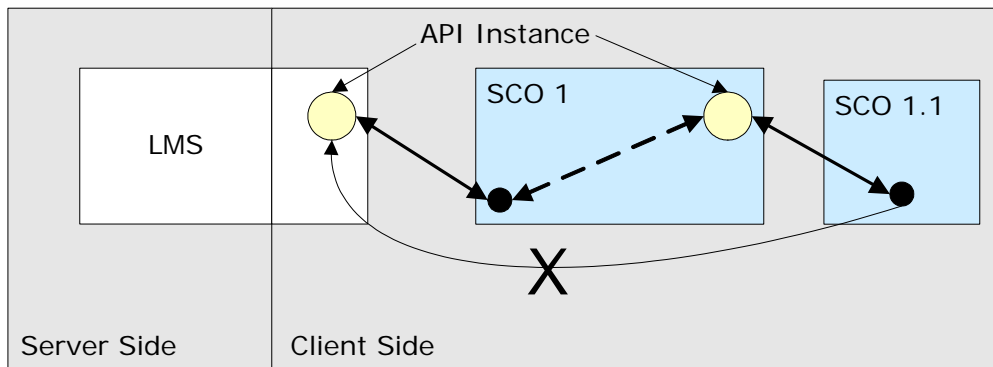 API Instance
SCO 1
SCO 1.1
LMS
X
Server Side
Client Side